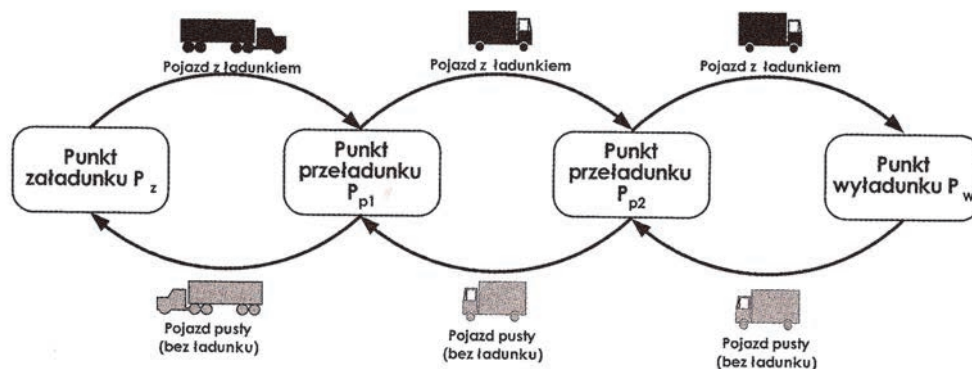 Pojazd z ładunkiem
Pojazd z ładunkiem
Pojazd z ładunkiem
Punkt
załadunku P z
Punkt
przeładunku
P p1
Punkt
przeładunku
P p2
Punkt
wyładunku P w
Pojazd pusty
(bez ładunku)
Pojazd pusty
(bez ładunku)
Pojazd pusty
(bez ładunku)